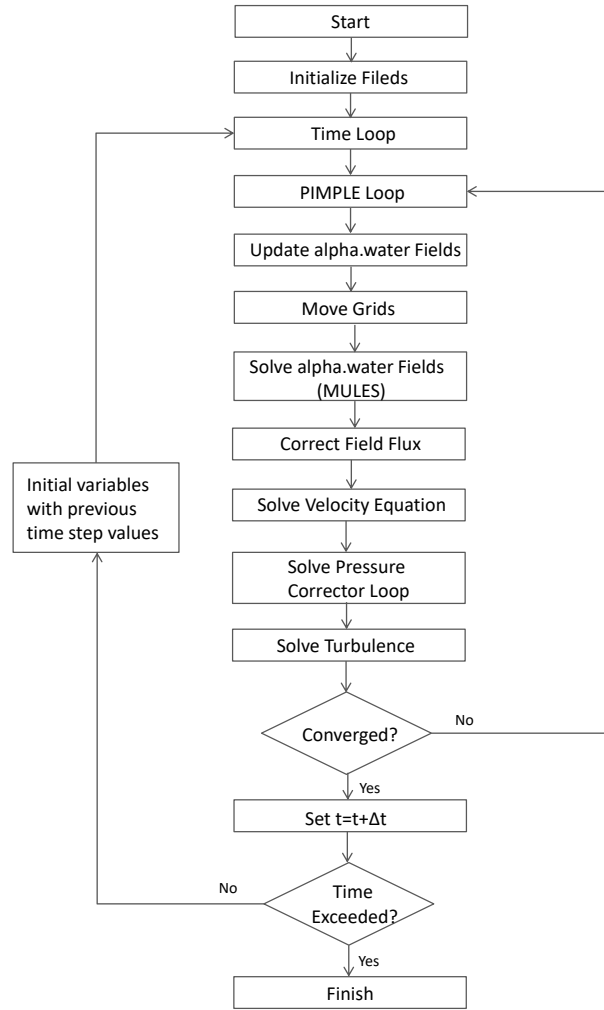 Start
Initialize Fileds
Time Loop
PIMPLE Loop
Update alpha.water Fields
Move Grids
Solve alpha.water Fields
(MULES)
Correct Field Flux
Initial variables
with previous
time step values
Solve Velocity Equation
Solve Pressure
Corrector Loop
Solve Turbulence
Converged?
No
Yes
Set t=t+Δt
No
Time
Exceeded?
Yes
Finish